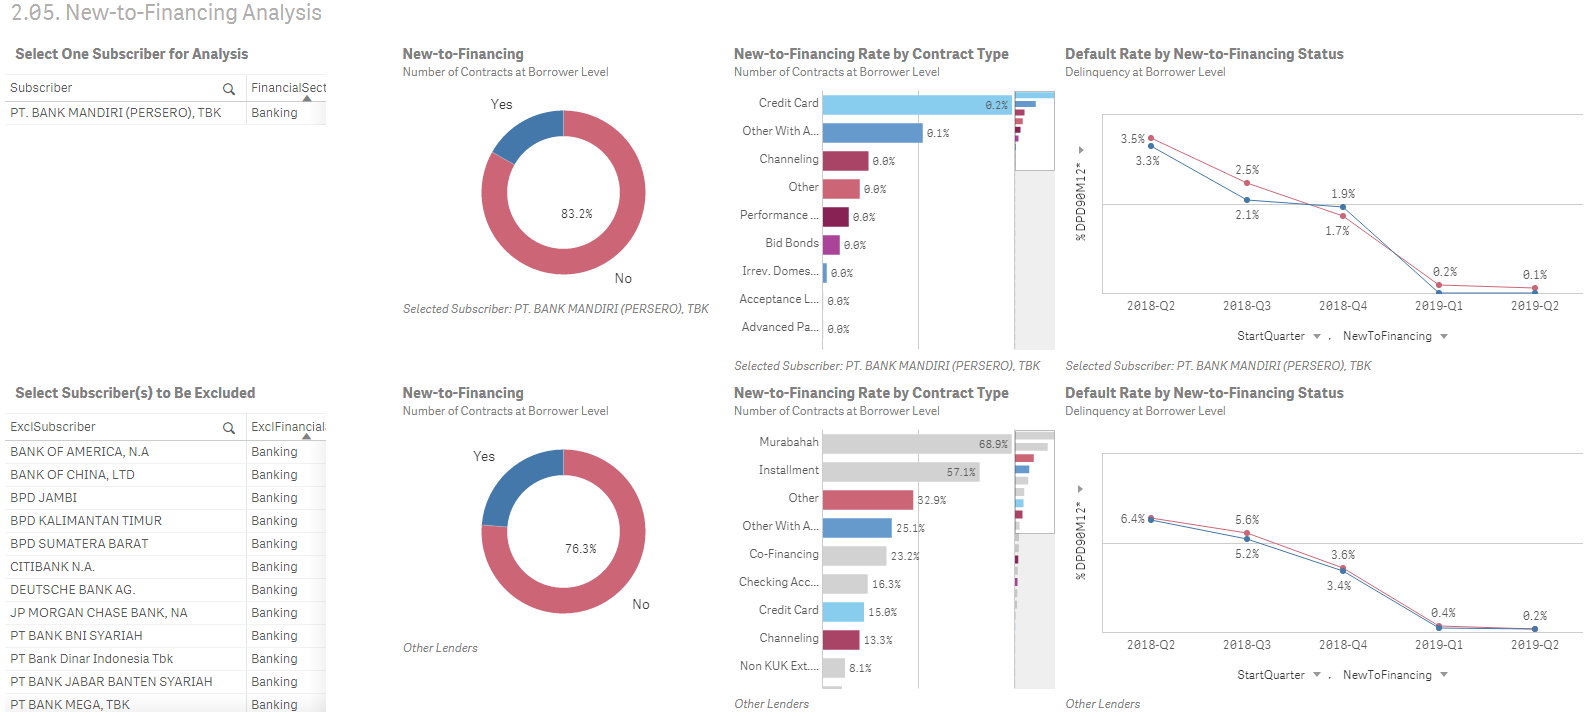 2.05. New-to-Financing Analysis
Select One Subscriber for Analysis
Subscriber
FinancialSect
PT. BANK MANDIRI (PERSERO), TBK
Banking
New-to-Financing
Number of Contracts at Borrower Level
Yes
83.2%
No
Selected Subscriber: PT. BANK MANDIRI (PERSERO), TBK
New-to-Financing Rate by Contract Type
Number of Contracts at Borrower Level
Credit Card
0.2%
Other With A...
0.1%
Channeling
0.0%
Other
0.0%
Performance ...
0.0%
Bid Bonds
0.0%
Irrev. Domes...
0.0%
Acceptance L...
0.0%
Advanced Pa...
0.0%
Selected Subscriber: PT. BANK MANDIRI (PERSERO), TBK
Default Rate by New-to-Financing Status
Delinquency at Borrower Level
% DPD90M12*
3.5%
3.3%
2.5%
2.1%
1.9%
1.7%
0.2%
0.1%
2018-Q2
2018-Q3
2018-Q4
2019-Q1
2019-Q2
StartQuarter . NewToFinancing
Selected Subscriber: PT. BANK MANDIRI (PERSERO), TBK
Select Subscriber(s) to Be Excluded
ExclSubscriber
ExclFinancial
BANK OF AMERICA, N.A
Banking
BANK OF CHINA, LTD
Banking
BPD JAMBI
Banking
BPD KALIMANTAN TIMUR
Banking
BPD SUMATERA BARAT
Banking
CITIBANK N.A.
Banking
DEUTSCHE BANK AG.
Banking
JP MORGAN CHASE BANK, NA
Banking
PT BANK BNI SYARIAH
Banking
PT Bank Dinar Indonesia Tbk
Banking
PT BANK JABAR BANTEN SYARIAH
Banking
PT BANK MEGA, TBK
Banking
New-to-Financing
Number of Contracts at Borrower Level
Yes
76.3%
No
Other Lenders
New-to-Financing Rate by Contract Type
Number of Contracts at Borrower Level
Murabahah
68.9%
Installment
57.1%
Other
32.9%
Other With A...
25.1%
Co-Financing
23.2%
Checking Acc...
16.3%
Credit Card
15.0%
Channeling
13.3%
Non KUK Ext....
8.1%
Other Lenders
Default Rate by New-to-Financing Status
Delinquency at Borrower Level
% DPD90M12*
6.4%
5.6%
5.2%
3.6%
3.4%
0.4%
0.2%
2018-Q2
2018-Q3
2018-Q4
2019-Q1
2019-Q2
StartQuarter . NewToFinancing
Other Lenders